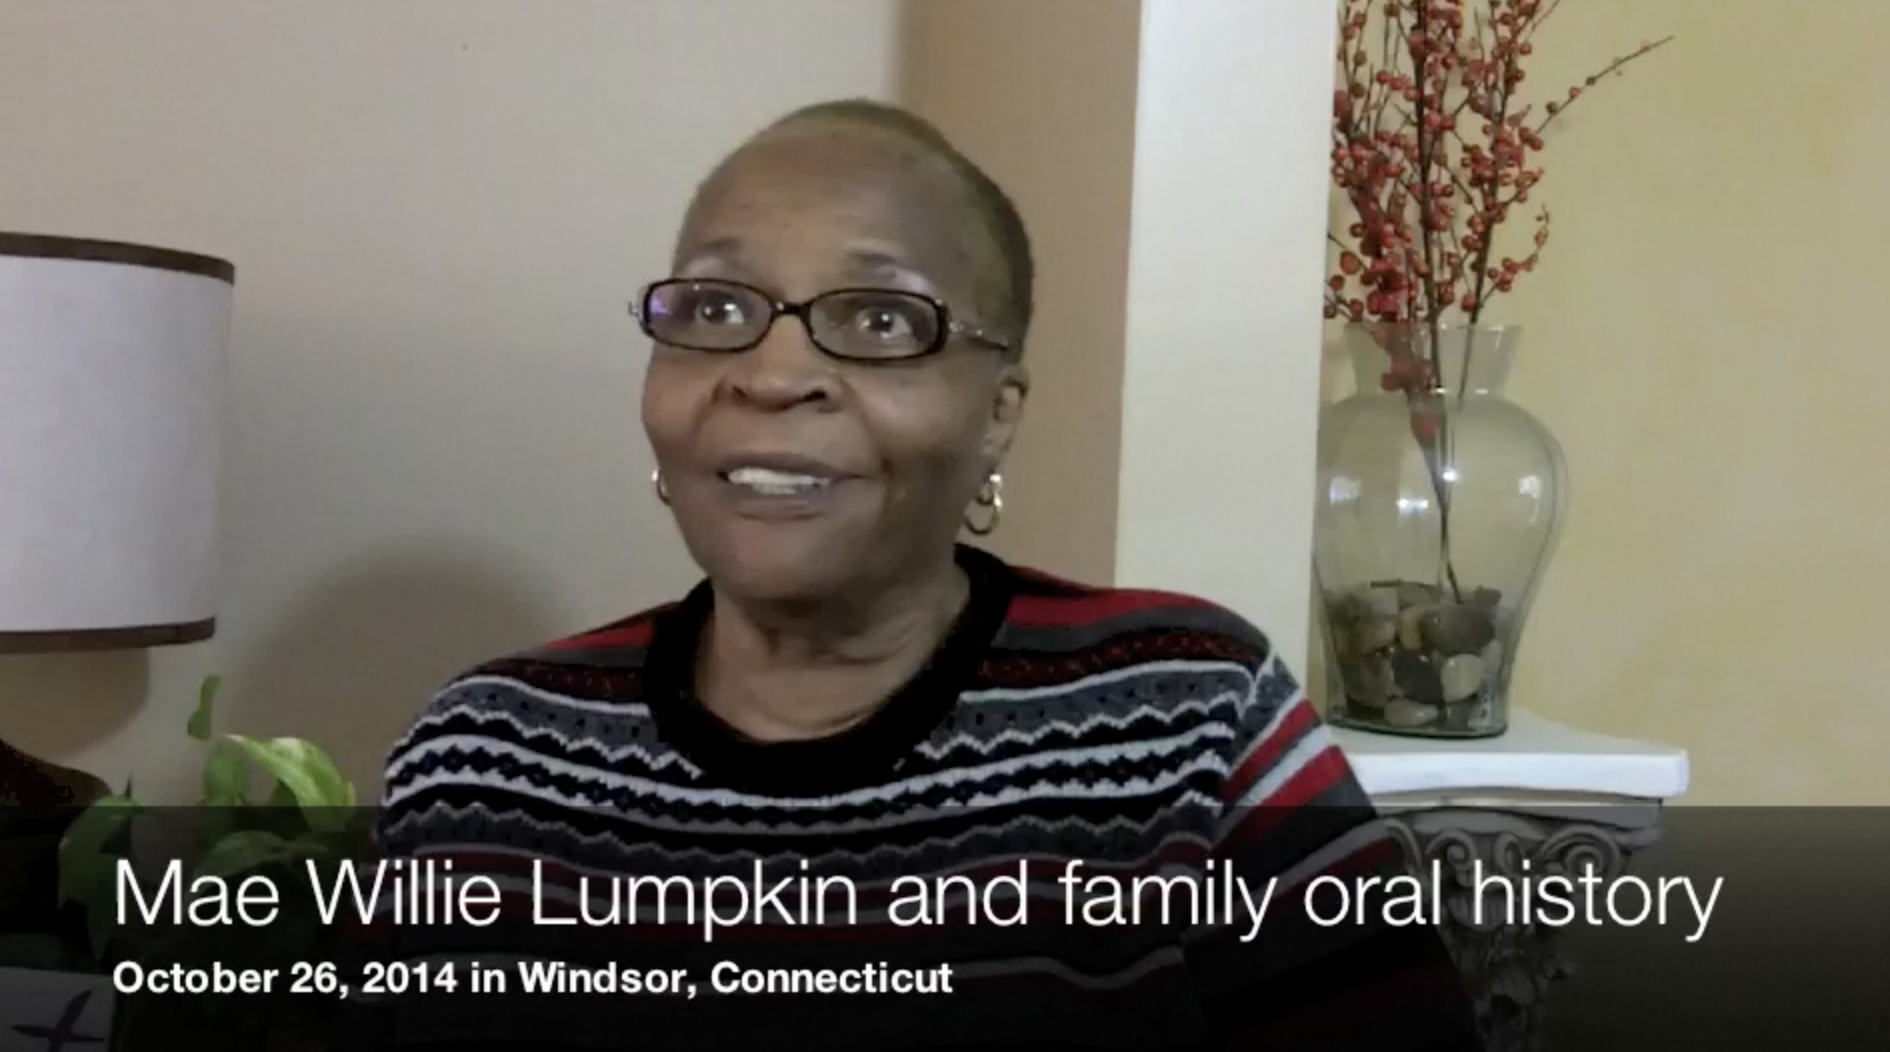 Mae Willie Lumpkin and family oral history
October 26, 2014 in Windsor, Connecticut